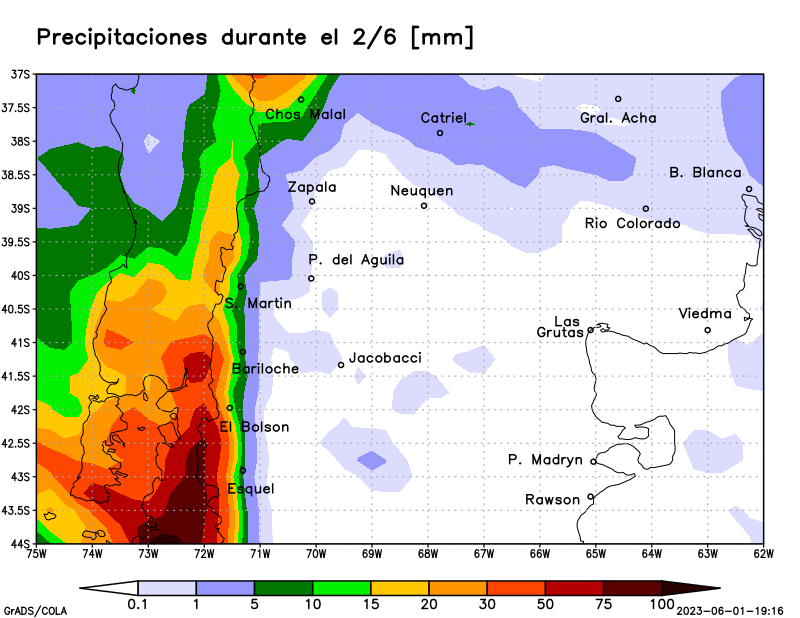 Precipitaciones durante el 2/6 [mm]
37S
37.5S
Chos Malal
Catriel
Gral. Acha
38S
38.5S
B. Blanca
Zapala
Neuquen
39S
Rio Colorado
39.5S
P. del Aguila
40S
S. Martin
40.5S
Viedma
Las
Grutas
41S
Jacobacci
Bariloche
41.5S
42S
El Bolson
42.5S
P. Madryn
43S
Esquel
Rawson
43.5S
44S
75W 74W 73W 72W 71W 70W 69W 68W 67W 66W 65W 64W 63W 62W
0.1 1 5 10 15 20 30 50 75 100
GrADS/COLA
2023-06-01-19:16